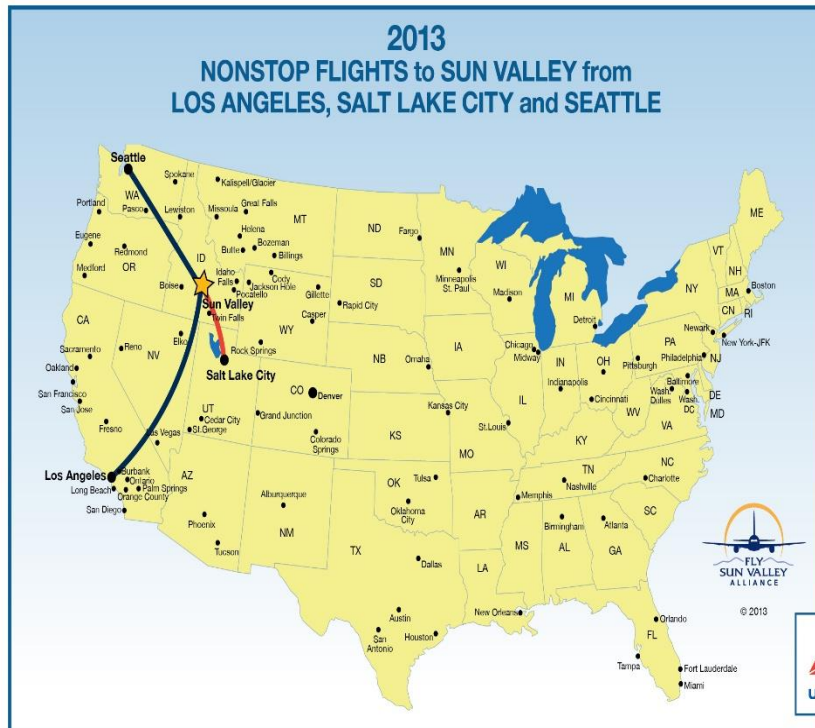 2013
NONSTOP FLIGHTS to SUN VALLEY from
LOS ANGELES, SALT LAKE CITY and SEATTLE
Seattle
Spokane
Kalispell/Glacier
WA
Pasco
Lewiston
Missoula
Great Falls
MT
ND
Fargo
MN
ME
Portland
Helena
Eugene
Redmond
OR
ID
Butte
Bozeman
Billings
Minneapolis
St. Paul
WI
VT
NH
Medford
Boise
Idaho
Falls
Pocatello
Jackson Hole
Cody
Gillette
SD
Rapid City
Madison
MI
NY
MA
Boston
CN
RI
Sun Valley
Twin Falls
WY
Casper
Detroit
CA
NV
Elko
Rock Springs
NB
Omaha
IA
Chicago
Midway
PA
Newark
New York-JFK
Sacramento
Oakland
Reno
Salt Lake City
IN
OH
Pittsburgh
Philadelphia
NJ
San Francisco
San Jose
CO
Denver
Indianapolis
Cincinnati
Baltimore
Wash.
Dulles
Wash.
DC
DE
MD
UT
Cedar City
St.George
Grand Junction
Kansas City
IL
WV
VA
Fresno
Las Vegas
Colorado
Springs
KS
MO
St.Louis
KY
Los Angeles
Burbank
Ontario
Long Beach
Palm Springs
Orange County
San Diego
AZ
Alburquerque
OK
Tulsa
Oklahoma
City
TN
Nashville
NC
Charlotte
Memphis
Phoenix
NM
AR
SC
Tucson
TX
Birmingham
Atlanta
MS
AL
GA
Dallas
LA
FLY
SUN VALLEY
ALLIANCE
© 2013
New Orleans
Austin
San
Antonio
Houston
Orlando
FL
Tampa
Fort Lauderdale
Miami